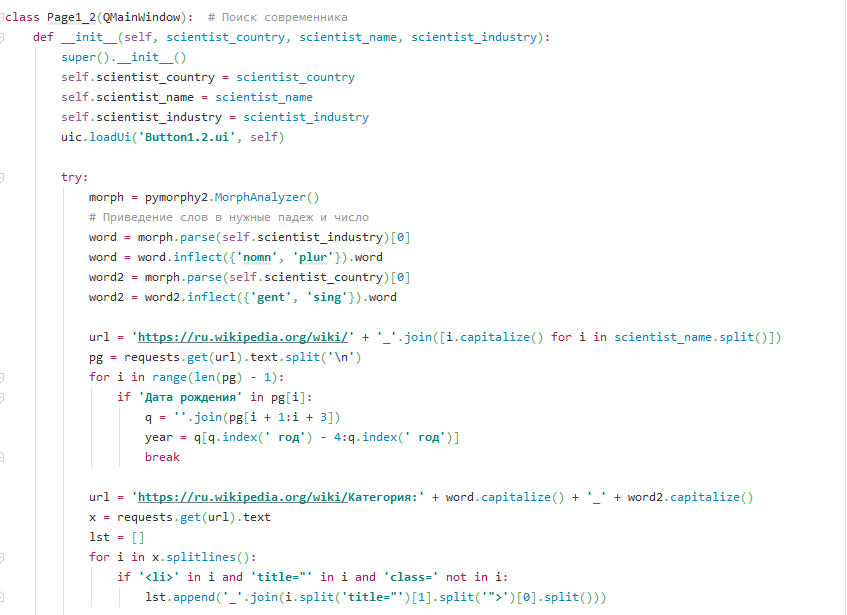 class Page1_2(QMainWindow):  # Поиск современника
    def __init__(self, scientist_country, scientist_name, scientist_industry):
        super().__init__()
        self.scientist_country = scientist_country
        self.scientist_name = scientist_name
        self.scientist_industry = scientist_industry
        uic.loadUi('Button1.2.ui', self)

        try:
            morph = pymorphy2.MorphAnalyzer()
            # Приведение слов в нужные падеж и число
            word = morph.parse(self.scientist_industry)[0]
            word = word.inflect({'nomn', 'plur'}).word
            word2 = morph.parse(self.scientist_country)[0]
            word2 = word2.inflect({'gent', 'sing'}).word

            url = 'https://ru.wikipedia.org/wiki/' + '_'.join([i.capitalize() for i in scientist_name.split()])
            pg = requests.get(url).text.split('\n')
            for i in range(len(pg) - 1):
                if 'Дата рождения' in pg[i]:
                    q = ''.join(pg[i + 1:i + 3])
                    year = q[q.index(' год') - 4:q.index(' год')]
                    break

            url = 'https://ru.wikipedia.org/wiki/Категория:' + word.capitalize() + '_' + word2.capitalize()
            x = requests.get(url).text
            lst = []
            for i in x.splitlines():
                if '<li>' in i and 'title="' in i and 'class=' not in i:
                    lst.append('_'.join(i.split('title="')[1].split('">')[0].split()))